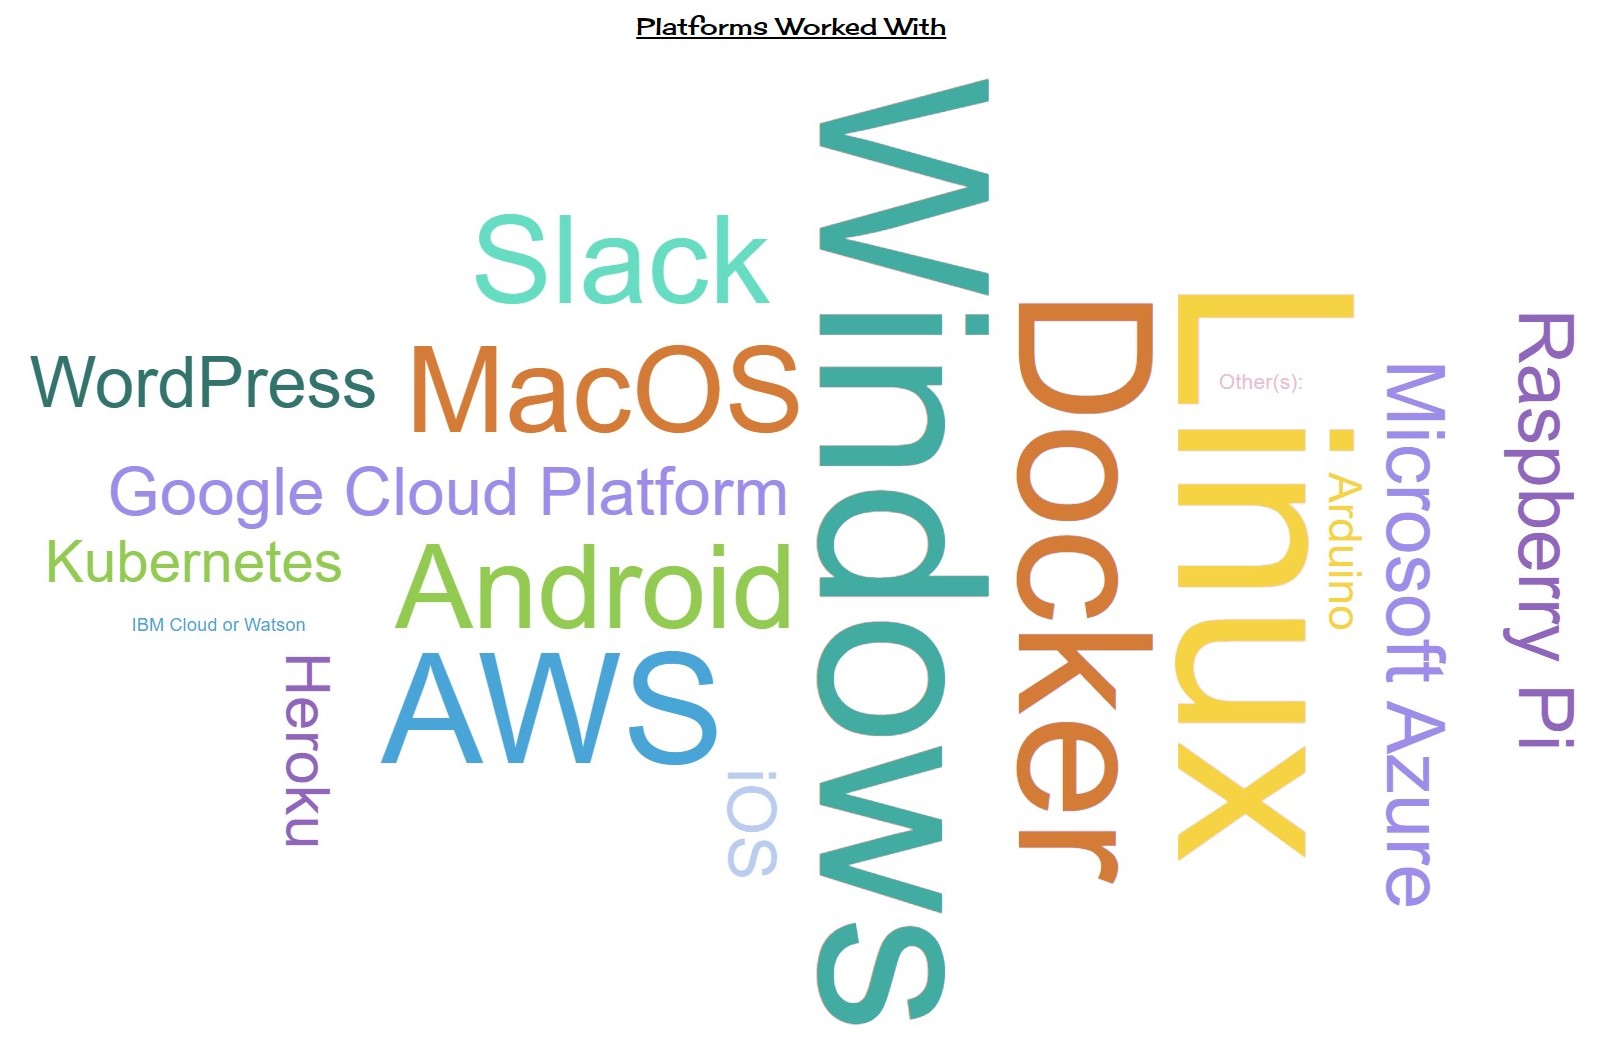 Platforms Worked With
Slack
WordPress
MacOS
Google Cloud Platform
Kubernetes
Android
IBM Cloud or Watson
Heroku
AWS
iOS
Windows
Docker
Linux
Other(s):
Arduino
Microsoft Azure
Raspberry Pi